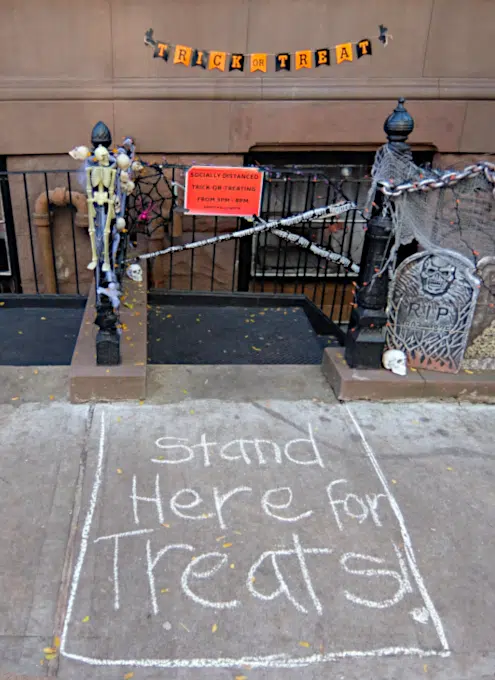 TRICK OR TREAT
SOCIALLY DISTANCED
TRICK-OR-TREATING
FROM 5PM - 8PM
RIP
Stand
Here For
Treats!